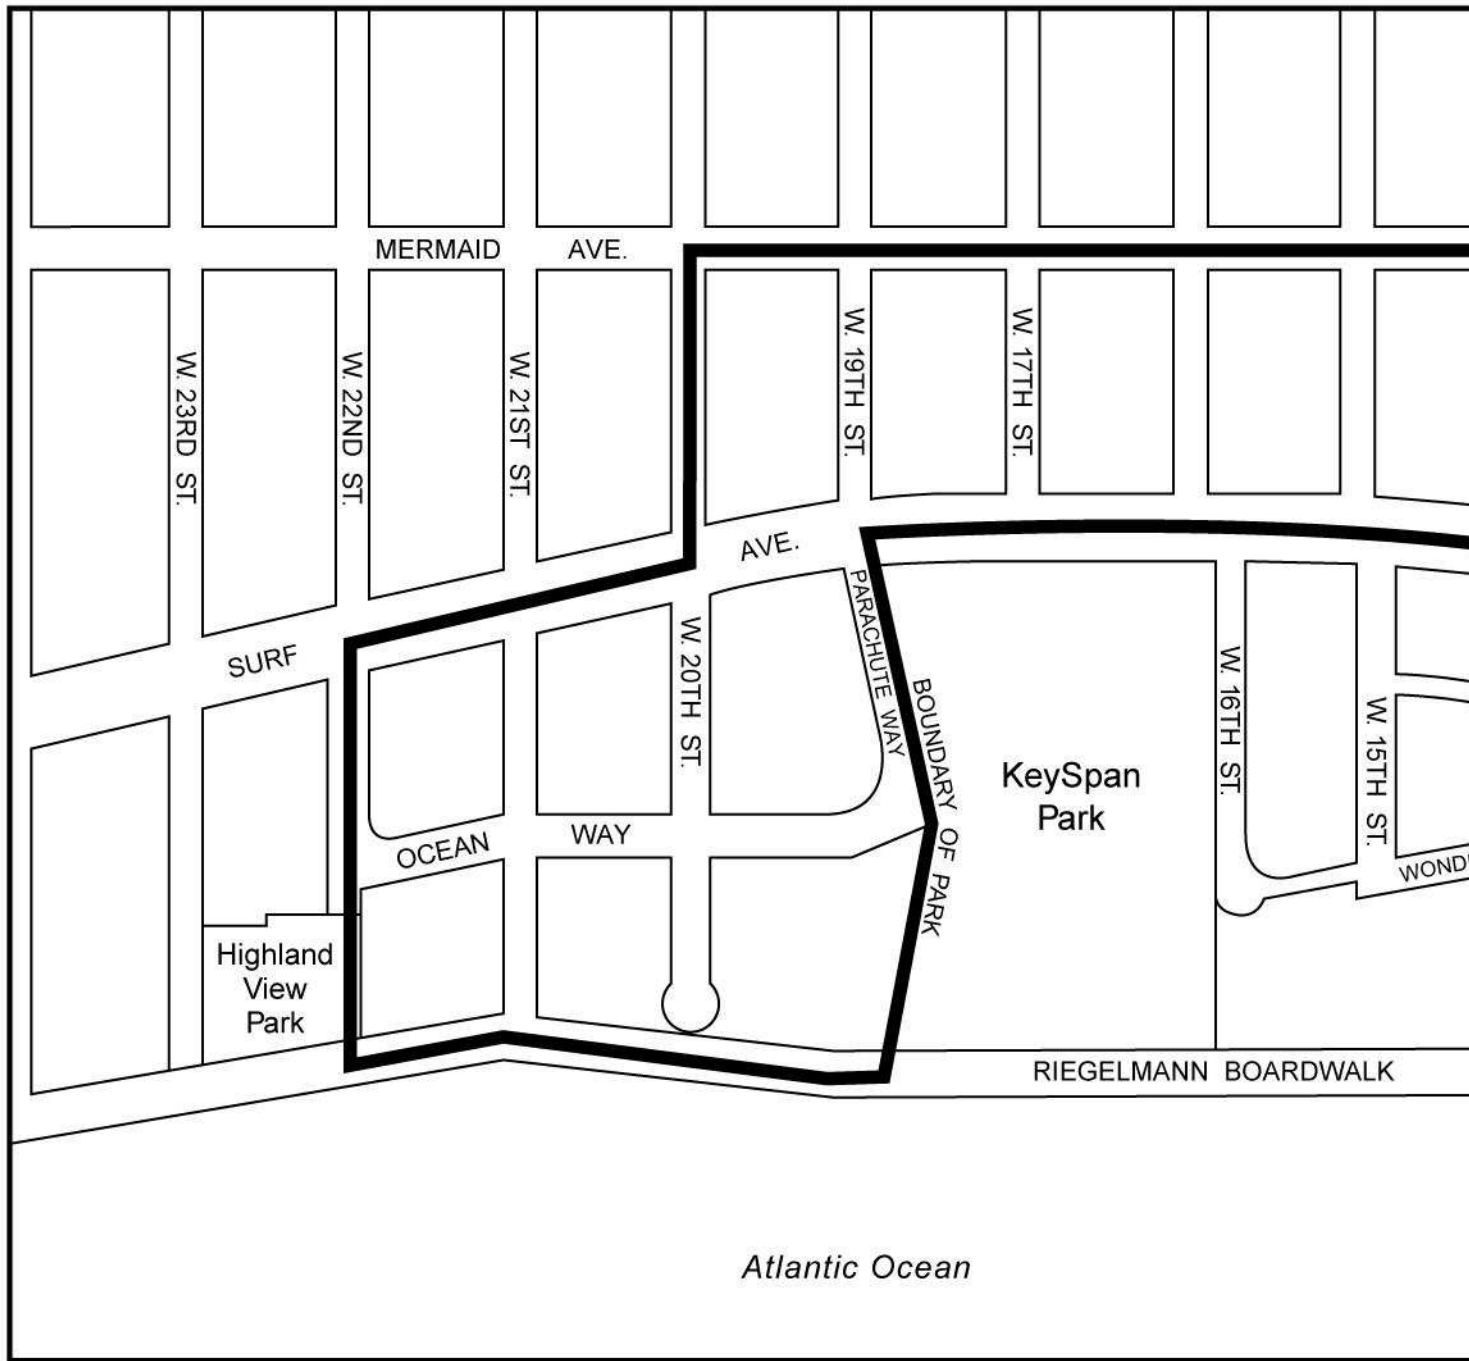 MERMAID AVE.
W. 23RD ST.
W. 22ND ST.
W. 21ST ST.
W. 19TH ST.
W. 17TH ST.
SURF AVE.
W. 20TH ST.
PARACHUTE WAY
BOUNDARY OF PARK
KeySpan
Park
W. 16TH ST.
W. 15TH ST.
OCEAN WAY
WOND
Highland
View
Park
RIEGELMANN BOARDWALK
Atlantic Ocean